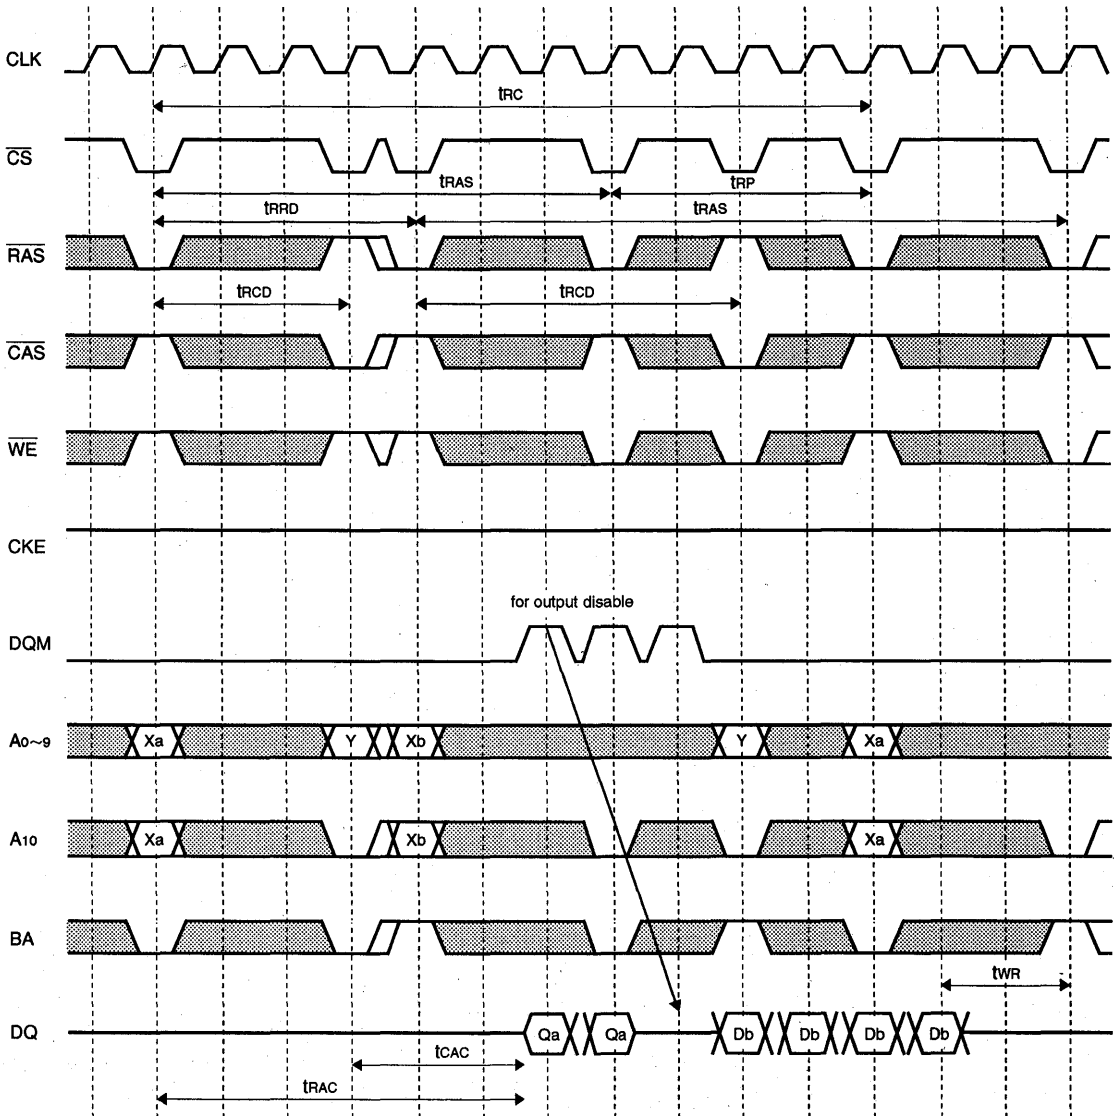 CLK
tRC
CS
tRAS
tRP
tRRD
tRAS
RAS
tRCD
tRCD
CAS
WE
CKE
for output disable
DQM
A0~9
Xa
Y
Xb
Y
Xa
A10
Xa
Xb
Xa
BA
tWR
DQ
Qa
Qa
Db
Db
Db
Db
tCAC
tRAC